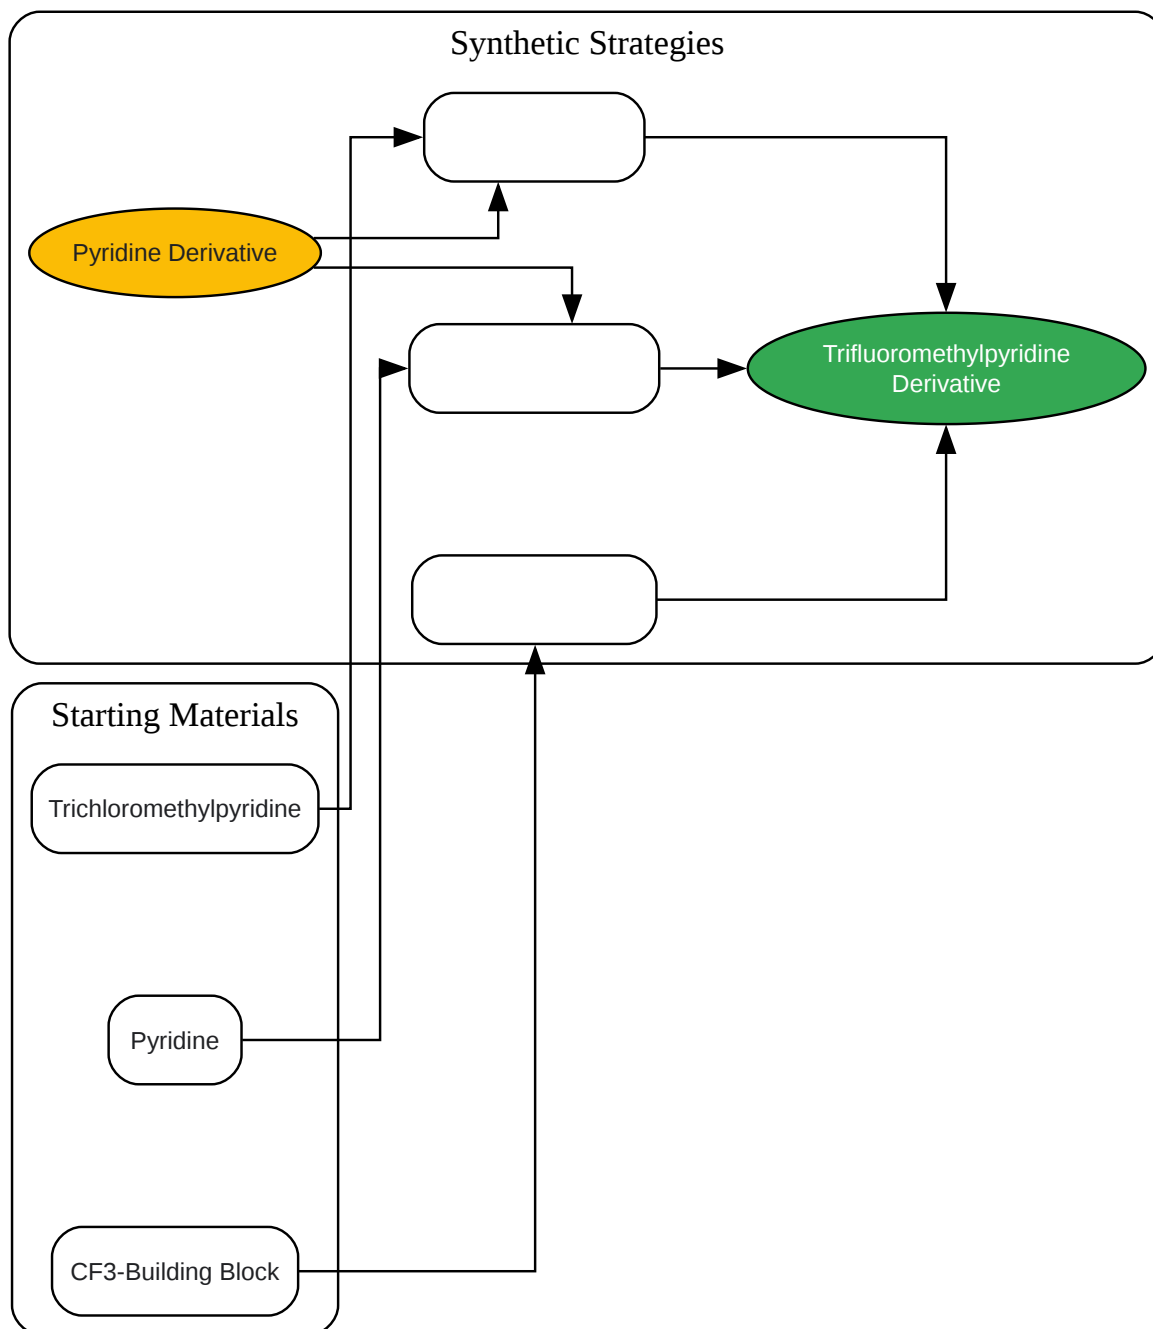 Synthetic Strategies
Pyridine Derivative
Trifluoromethylpyridine
Derivative
Starting Materials
Trichloromethylpyridine
Pyridine
CF3-Building Block